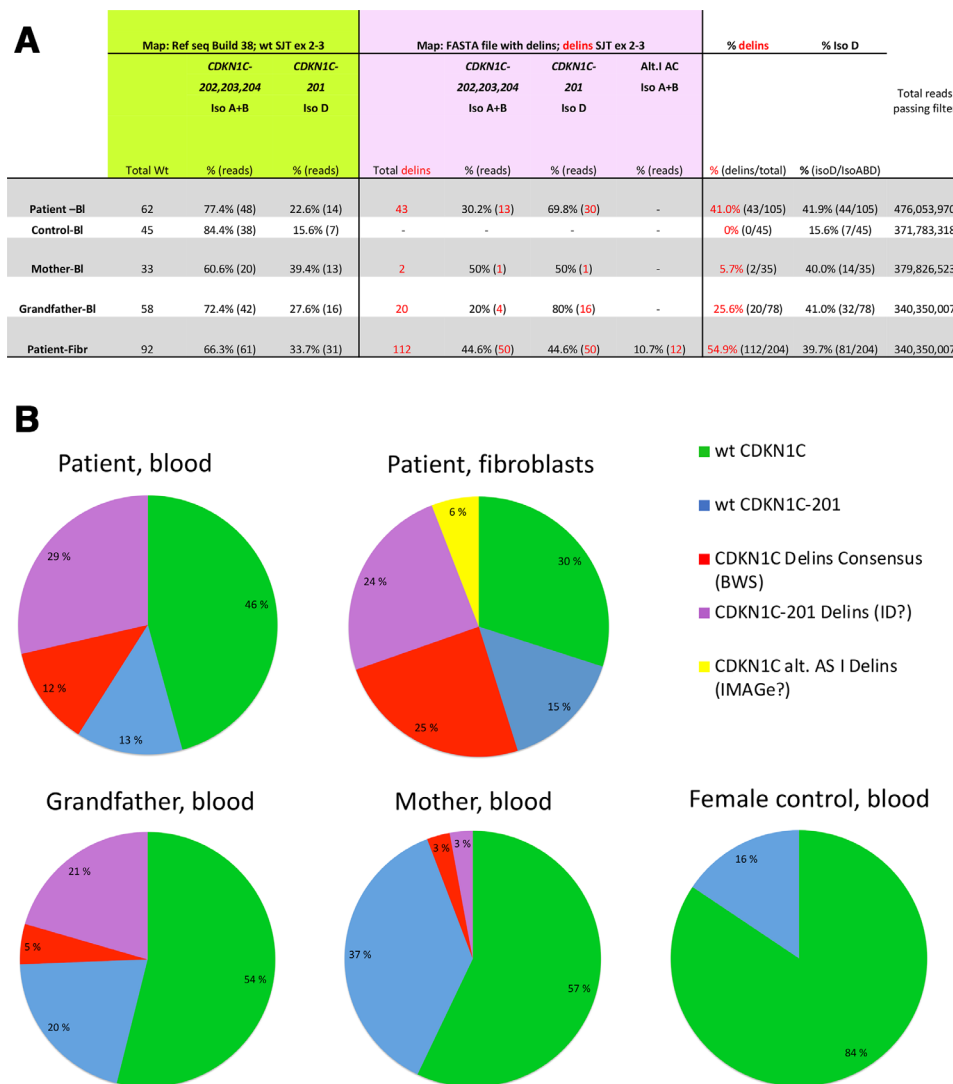 A
Map: Ref seq Build 38; wt SJT ex 2-3 Map: FASTA file with delins; delins SJT ex 2-3 % delins % Iso D
CDKN1C- CDKN1C- CDKN1C- CDKN1C- Alt.I AC
202,203,204 201 202,203,204 201 Iso A+B
Iso A+B Iso D Iso A+B Iso D
Total reads
passing filter
Total Wt % (reads) % (reads) Total delins % (reads) % (reads) % (reads) % (delins/total) % (isoD/IsoABD)
Patient –Bl 62 77.4% (48) 22.6% (14) 43 30.2% (13) 69.8% (30) - 41.0% (43/105) 41.9% (44/105) 476,053,970
Control-Bl 45 84.4% (38) 15.6% (7) - - - - 0% (0/45) 15.6% (7/45) 371,783,318
Mother-Bl 33 60.6% (20) 39.4% (13) 2 50% (1) 50% (1) - 5.7% (2/35) 40.0% (14/35) 379,826,523
Grandfather-Bl 58 72.4% (42) 27.6% (16) 20 20% (4) 80% (16) - 25.6% (20/78) 41.0% (32/78) 340,350,007
Patient-Fibr 92 66.3% (61) 33.7% (31) 112 44.6% (50) 44.6% (50) 10.7% (12) 54.9% (112/204) 39.7% (81/204) 340,350,007
B
Patient, blood
29 %
46 %
12 %
13 %
Patient, fibroblasts
6 %
30 %
24 %
15 %
25 %
wt CDKN1C
wt CDKN1C-201
CDKN1C Delins Consensus
(BWS)
CDKN1C-201 Delins (ID?)
CDKN1C alt. AS I Delins
(IMAGe?)
Grandfather, blood
21 %
5 %
54 %
20 %
Mother, blood
3 % 3 %
37 %
57 %
Female control, blood
16 %
84 %